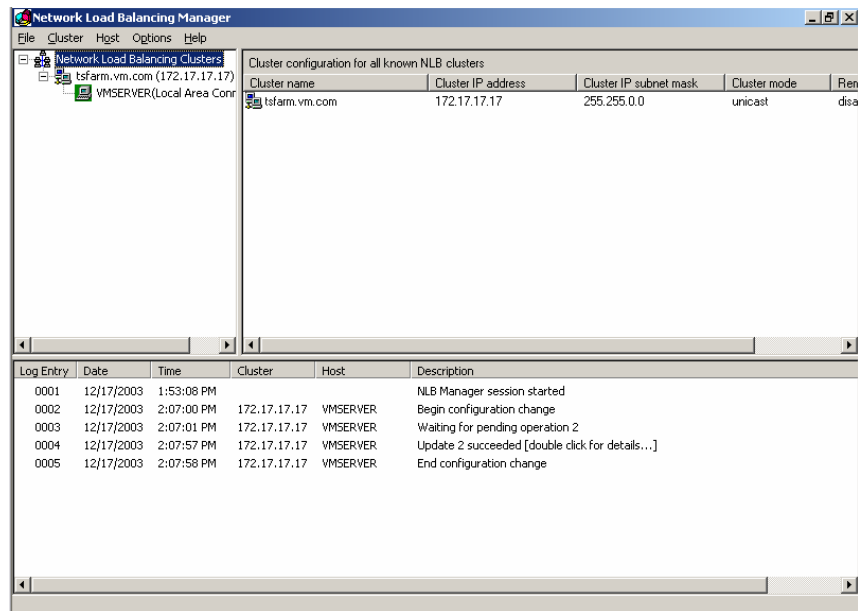 Network Load Balancing Manager
File Cluster Host Options Help
Network Load Balancing Clusters
tsfarm.vm.com (172.17.17.17)
VMSERVER(Local Area Conr
Cluster configuration for all known NLB clusters
Cluster name Cluster IP address Cluster IP subnet mask Cluster mode Ren
tsfarm.vm.com 172.17.17.17 255.255.0.0 unicast disa
Log Entry Date Time Cluster Host Description
0001 12/17/2003 1:53:08 PM NLB Manager session started
0002 12/17/2003 2:07:00 PM 172.17.17.17 VMSERVER Begin configuration change
0003 12/17/2003 2:07:01 PM 172.17.17.17 VMSERVER Waiting for pending operation 2
0004 12/17/2003 2:07:57 PM 172.17.17.17 VMSERVER Update 2 succeeded [double click for details...]
0005 12/17/2003 2:07:58 PM 172.17.17.17 VMSERVER End configuration change